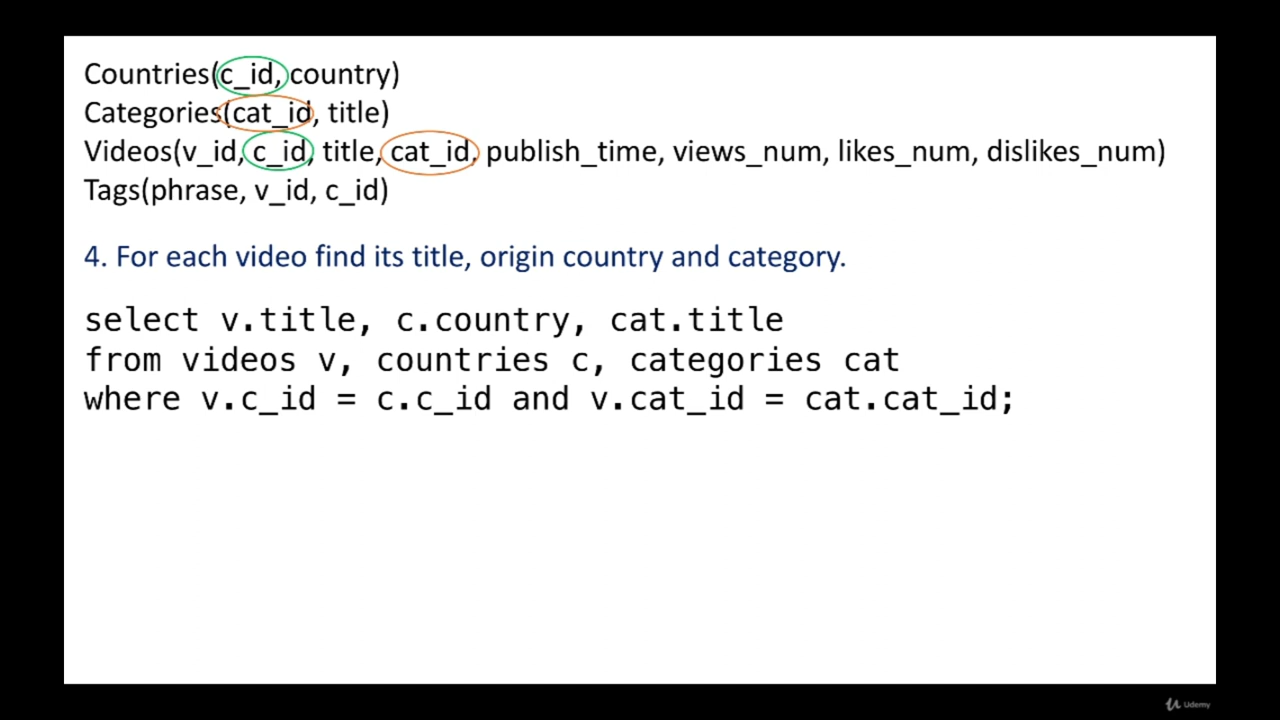 Countries(c_id, country)
Categories(cat_id, title)
Videos(v_id, c_id, title, cat_id, publish_time, views_num, likes_num, dislikes_num)
Tags(phrase, v_id, c_id)
4. For each video find its title, origin country and category.
select v.title, c.country, cat.title
from videos v, countries c, categories cat
where v.c_id = c.c_id and v.cat_id = cat.cat_id;
Udemy